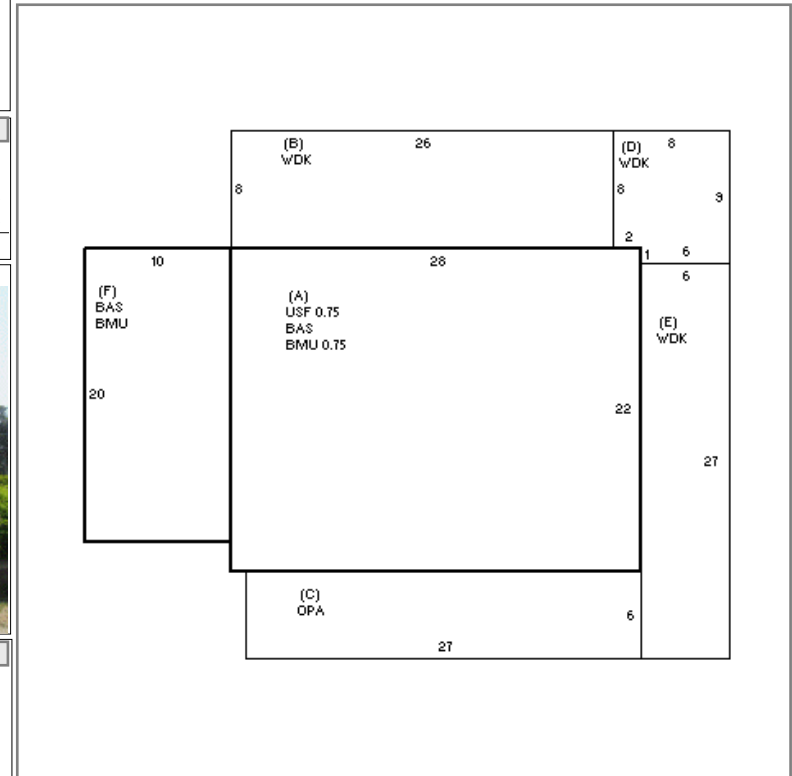 (B)
WDK
26
(D)
WDK
8
8
8
9
2
1
6
10
28
6
(F)
BAS
BMU
(A)
USF 0.75
BAS
BMU 0.75
(E)
WDK
20
22
27
(C)
OPA
6
27